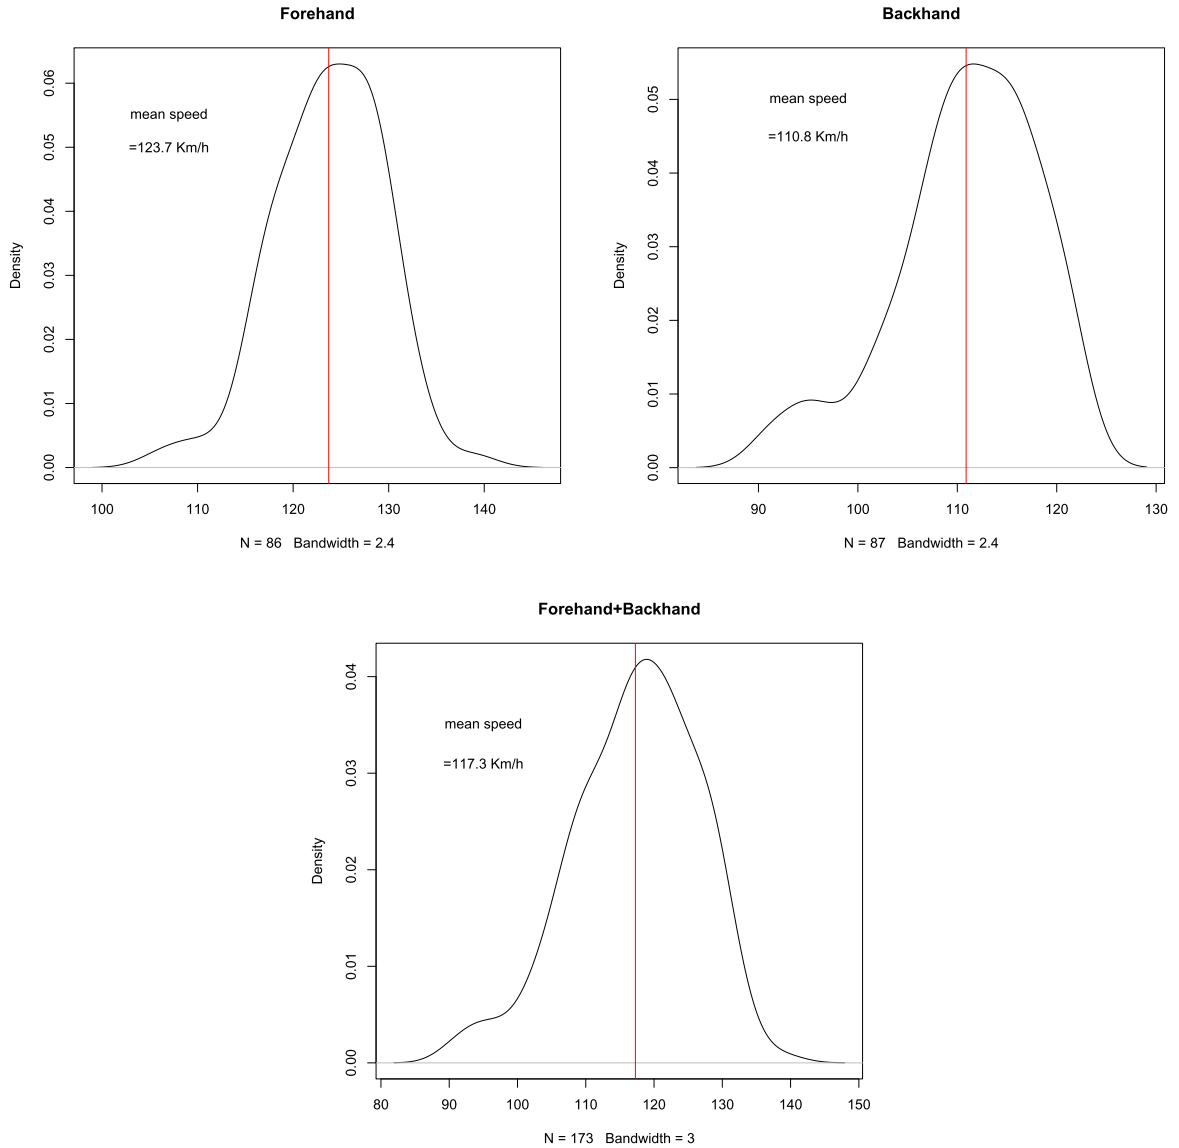 Forehand
mean speed
=123.7 Km/h
Density
0.00 0.01 0.02 0.03 0.04 0.05 0.06
100 110 120 130 140
N = 86 Bandwidth = 2.4
Backhand
mean speed
=110.8 Km/h
Density
0.00 0.01 0.02 0.03 0.04 0.05
90 100 110 120 130
N = 87 Bandwidth = 2.4
Forehand+Backhand
mean speed
=117.3 Km/h
Density
0.00 0.01 0.02 0.03 0.04
80 90 100 110 120 130 140 150
N = 173 Bandwidth = 3